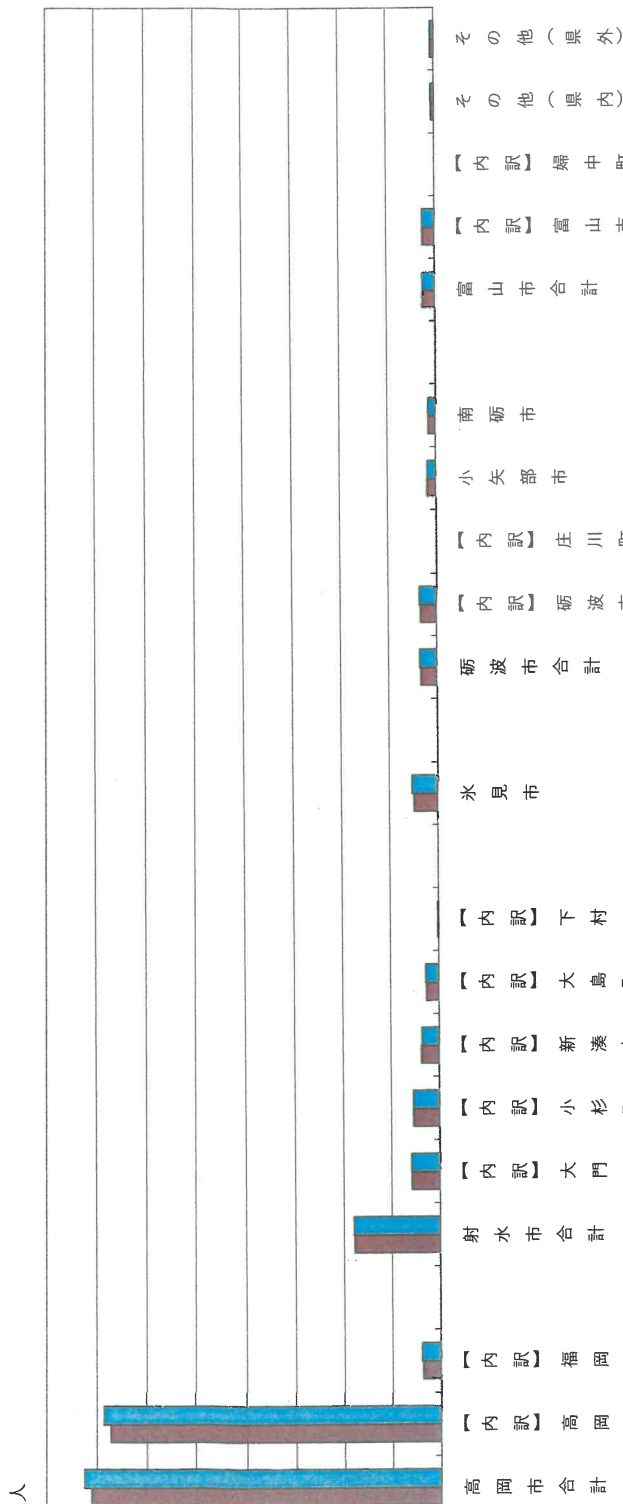 人
その他(県外)
その他(県内)
【内訳】婦中町
【内訳】富山市
富山市合計
南砺市
小矢部市
【内訳】庄川町
【内訳】砺波市
砺波市合計
氷見市
【内訳】下村
【内訳】大島
【内訳】新湊
【内訳】小杉
【内訳】大門
射水市合計
【内訳】福岡
【内訳】高岡
高岡市合計